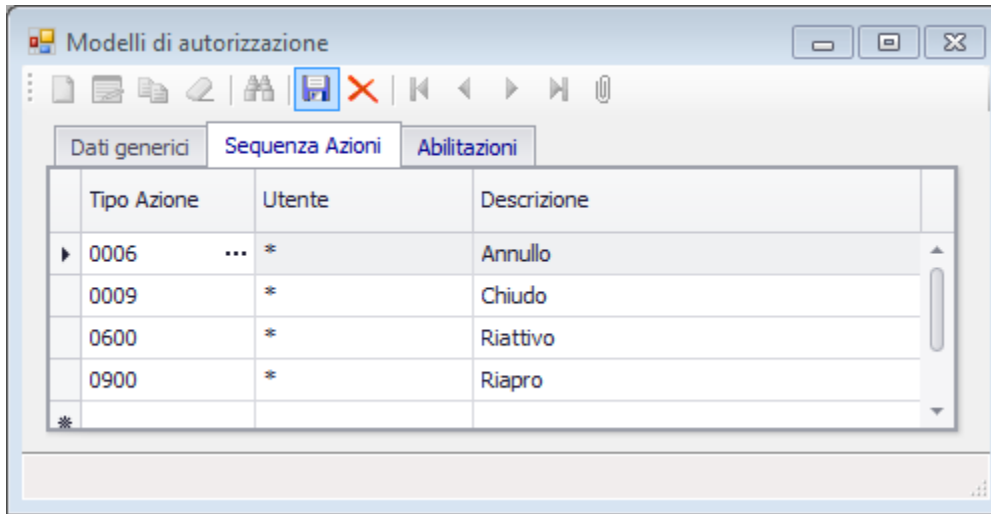 Modelli di autorizzazione
Dati generici Sequenza Azioni Abilitazioni
Tipo Azione Utente Descrizione
0006 ... * Annullo
0009 * Chiudo
0600 * Riattivo
0900 * Riapro
*